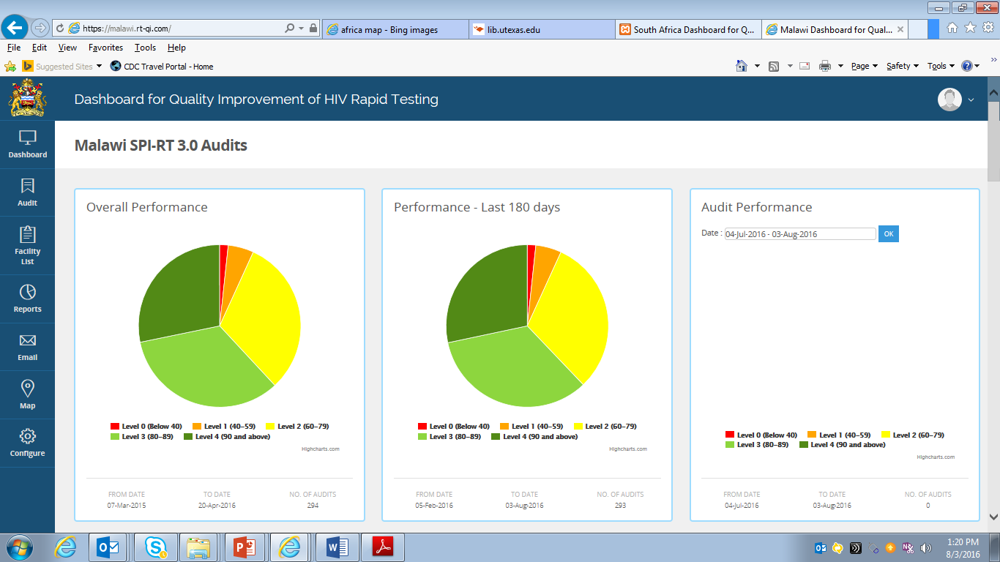 https://malawi.rt-qi.com/
africa map - Bing images
lib.utexas.edu
South Africa Dashboard for Q...
Malawi Dashboard for Qual...
File Edit View Favorites Tools Help
Suggested Sites
CDC Travel Portal - Home
Page Safety Tools
Dashboard for Quality Improvement of HIV Rapid Testing
Dashboard
Audit
Facility
List
Reports
Email
Map
Configure
Malawi SPI-RT 3.0 Audits
Overall Performance
Level 0 (Below 40) Level 1 (40–59) Level 2 (60–79)
Level 3 (80–89) Level 4 (90 and above)
Highcharts.com
FROM DATE TO DATE NO. OF AUDITS
07-Mar-2015 20-Apr-2016 294
Performance - Last 180 days
Level 0 (Below 40) Level 1 (40–59) Level 2 (60–79)
Level 3 (80–89) Level 4 (90 and above)
Highcharts.com
FROM DATE TO DATE NO. OF AUDITS
05-Feb-2016 03-Aug-2016 293
Audit Performance
Date : 04-Jul-2016 - 03-Aug-2016 OK
Level 0 (Below 40) Level 1 (40–59) Level 2 (60–79)
Level 3 (80–89) Level 4 (90 and above)
Highcharts.com
FROM DATE TO DATE NO. OF AUDITS
04-Jul-2016 03-Aug-2016 0
1:20 PM
8/3/2016